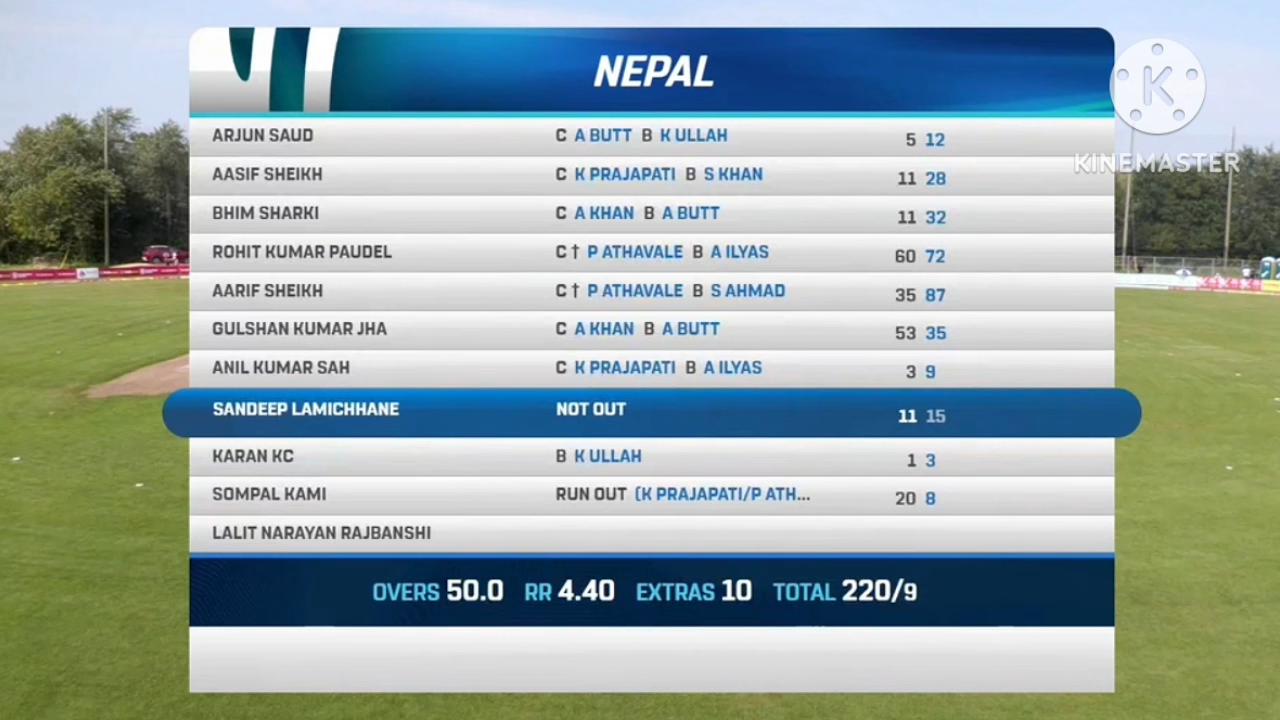 NEPAL
ARJUN SAUD C A BUTT B K ULLAH 5 12
AASIF SHEIKH C K PRAJAPATI B S KHAN 11 28
BHIM SHARKI C A KHAN B A BUTT 11 32
ROHIT KUMAR PAUDEL C † P ATHAVALE B A ILYAS 60 72
AARIF SHEIKH C † P ATHAVALE B S AHMAD 35 87
GULSHAN KUMAR JHA C A KHAN B A BUTT 53 35
ANIL KUMAR SAH C K PRAJAPATI B A ILYAS 3 9
SANDEEP LAMICHHANE NOT OUT 11 15
KARAN KC B K ULLAH 1 3
SOMPAL KAMI RUN OUT (K PRAJAPATI/P ATH... 20 8
LALIT NARAYAN RAJBANSHI
OVERS 50.0 RR 4.40 EXTRAS 10 TOTAL 220/9
K
KINEMASTER